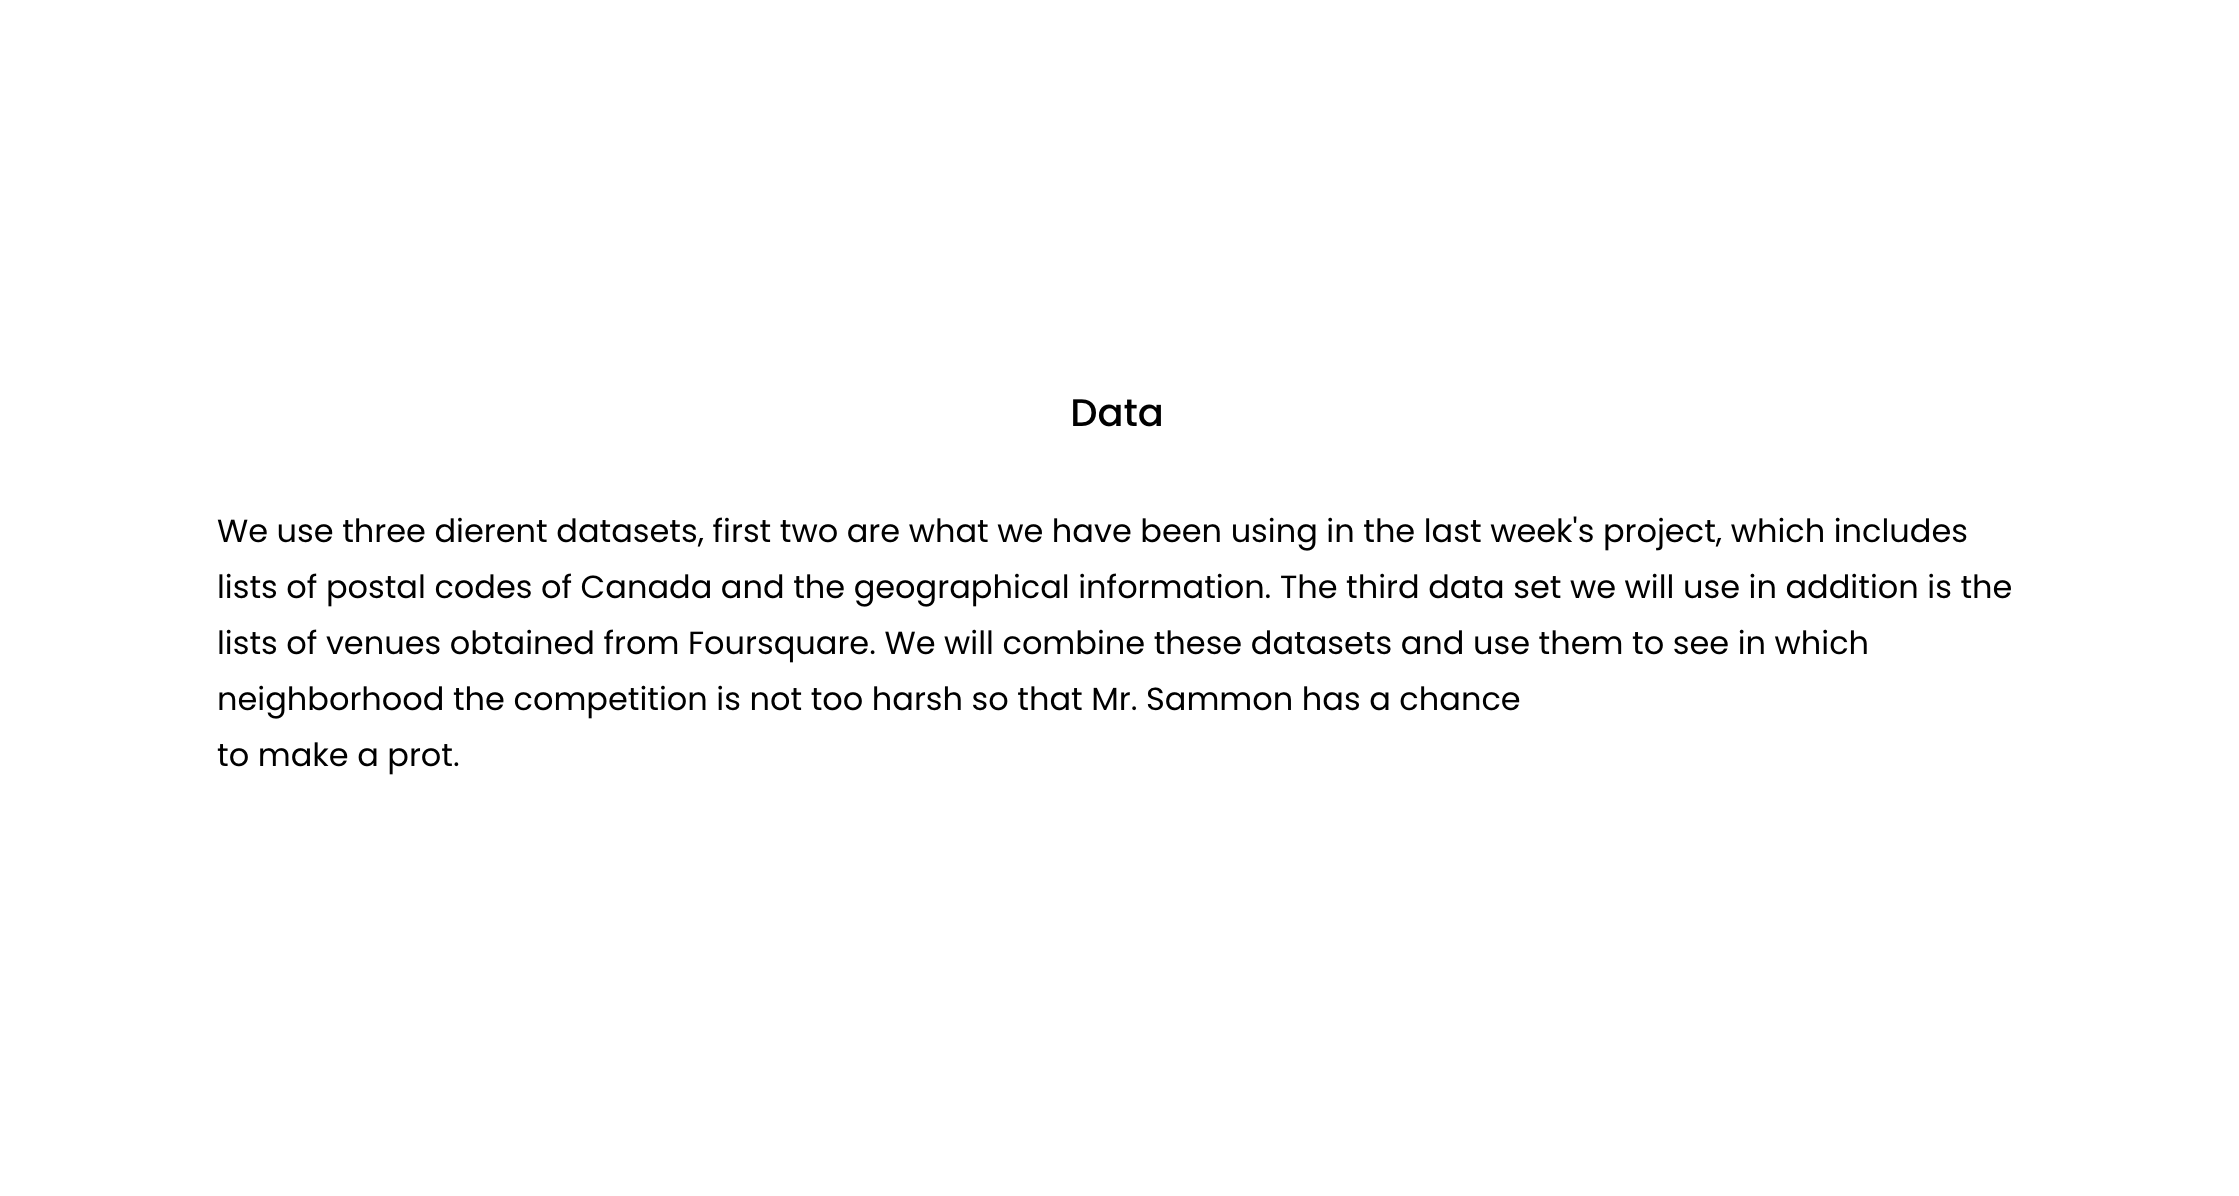 Data
We use three dierent datasets, first two are what we have been using in the last week's project, which includes
lists of postal codes of Canada and the geographical information. The third data set we will use in addition is the
lists of venues obtained from Foursquare. We will combine these datasets and use them to see in which
neighborhood the competition is not too harsh so that Mr. Sammon has a chance
to make a prot.